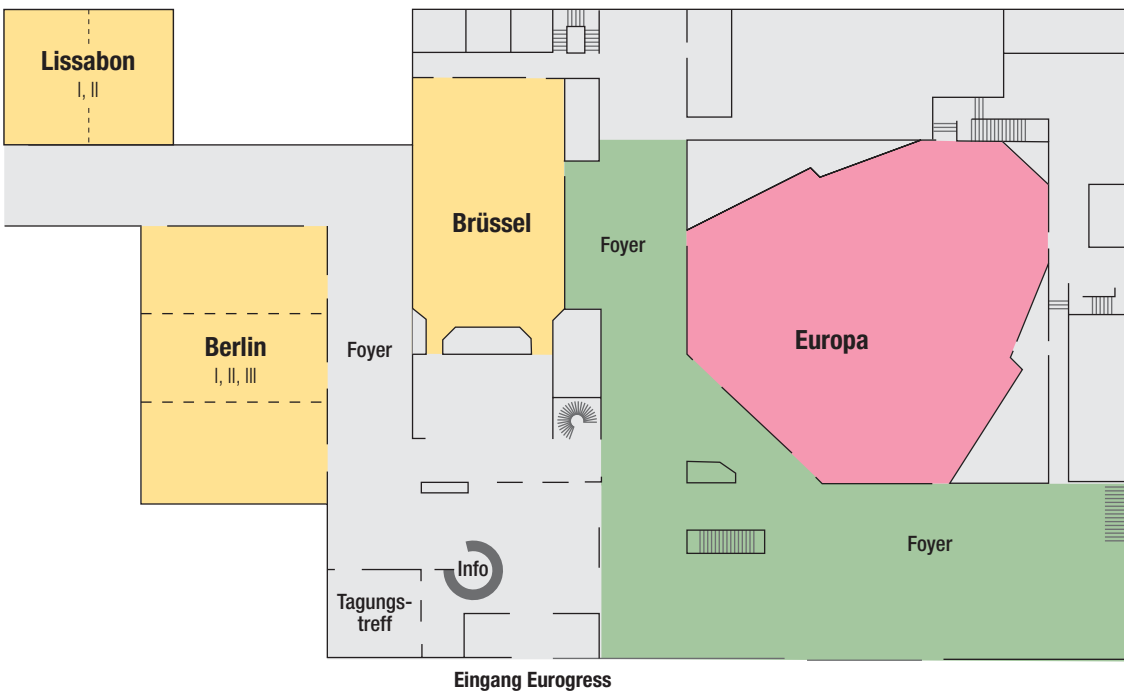 Lissabon
I, II
Brüssel
Foyer
Europa
Berlin
I, II, III
Foyer
Foyer
Info
Tagungs-
treff
Eingang Eurogress